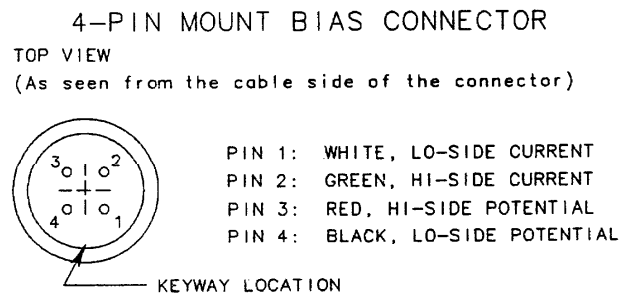 4-PIN MOUNT BIAS CONNECTOR
TOP VIEW
(As seen from the cable side of the connector)
3 2
4 1
PIN 1: WHITE, LO-SIDE CURRENT
PIN 2: GREEN, HI-SIDE CURRENT
PIN 3: RED, HI-SIDE POTENTIAL
PIN 4: BLACK, LO-SIDE POTENTIAL
KEYWAY LOCATION